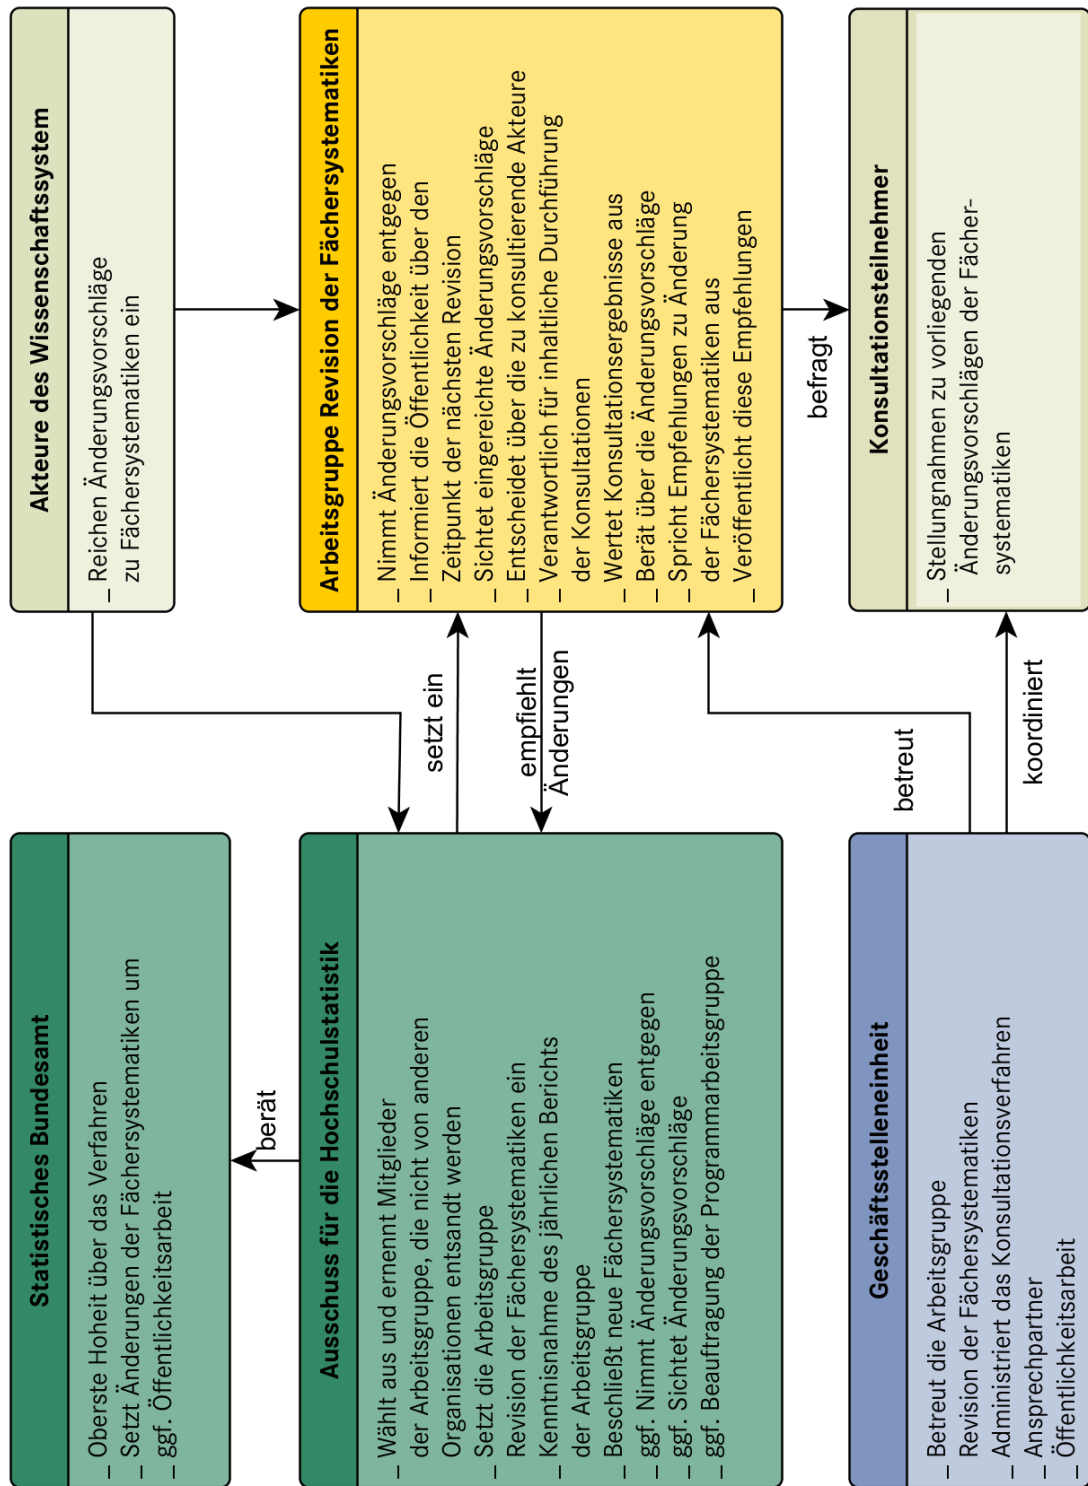 Statistisches Bundesamt
– Oberste Hoheit über das Verfahren
– Setzt Änderungen der Fächersystematiken um
– ggf. Öffentlichkeitsarbeit
Akteure des Wissenschaftssystem
– Reichen Änderungsvorschläge
zu Fächersystematiken ein
berät
Ausschuss für die Hochschulstatistik
– Wählt aus und ernennt Mitglieder
der Arbeitsgruppe, die nicht von anderen
Organisationen entsandt werden
– Setzt die Arbeitsgruppe
Revision der Fächersystematiken ein
– Kenntnisnahme des jährlichen Berichts
der Arbeitsgruppe
– Beschließt neue Fächersystematiken
– ggf. Nimmt Änderungsvorschläge entgegen
– ggf. Sichtet Änderungsvorschläge
– ggf. Beauftragung der Programmarbeitsgruppe
setzt ein
empfiehlt
Änderungen
Arbeitsgruppe Revision der Fächersystematiken
– Nimmt Änderungsvorschläge entgegen
– Informiert die Öffentlichkeit über den
Zeitpunkt der nächsten Revision
– Sichtet eingereichte Änderungsvorschläge
– Entscheidet über die zu konsultierende Akteure
– Verantwortlich für inhaltliche Durchführung
der Konsultationen
– Wertet Konsultationsergebnisse aus
– Berät über die Änderungsvorschläge
– Spricht Empfehlungen zu Änderung
der Fächersystematiken aus
– Veröffentlicht diese Empfehlungen
befragt
Geschäftsstelleneinheit
– Betreut die Arbeitsgruppe
Revision der Fächersystematiken
– Administriert das Konsultationsverfahren
– Ansprechpartner
– Öffentlichkeitsarbeit
betreut
koordiniert
Konsultationsteilnehmer
– Stellungnahmen zu vorliegenden
Änderungsvorschlägen der Fächer-
systematiken